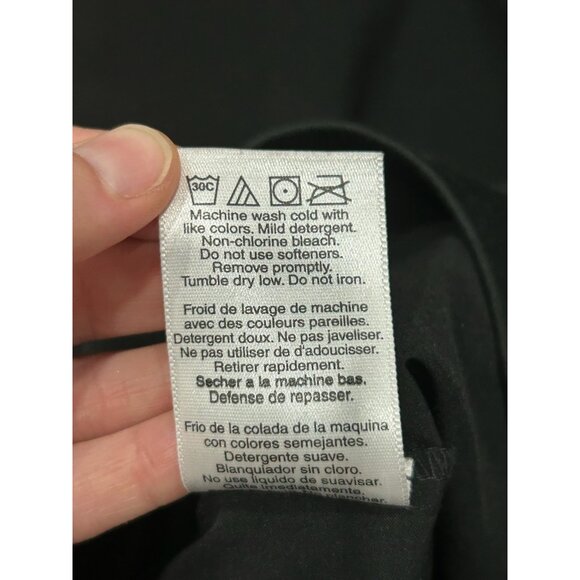 30C
Machine wash cold with
like colors. Mild detergent.
Non-chlorine bleach.
Do not use softeners.
Remove promptly.
Tumble dry low. Do not iron.
Froid de lavage de machine
avec des couleurs pareilles.
Detergent doux. Ne pas javeliser.
Ne pas utiliser de d'adoucisser.
Retirer rapidement.
Secher a la machine bas.
Defense de repasser.
Frio de la colada de la maquina
con colores semejantes.
Detergente suave.
Blanquiador sin cloro.
No use liquido de suavisar.
Quite imediatamente.
planchar.